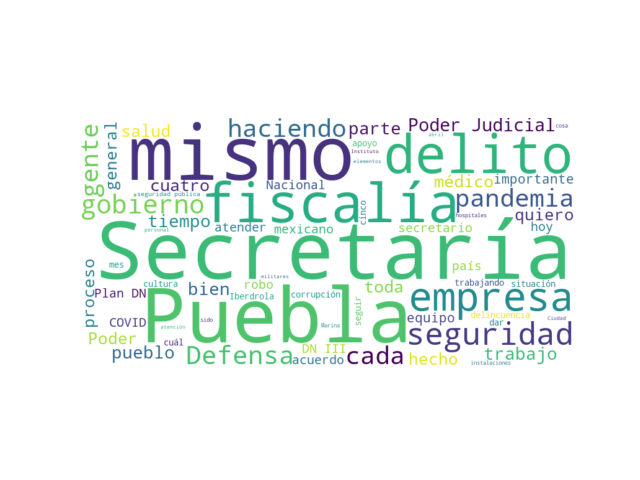 ggente
general
salud
mismo
haciendo
parte
Poder Judicial
cosa
abril
apoyo
Instituto
elementos
delito
cuatro
seguridad pública
Nacional
médico
importante
gobierno
fiscalía
pandemia
tiempo
atender
mexicano
cinco
secretario
hospitales
quiero
hoy
personal
Secretaría
proceso
mes
cultura
militares
país
trabajando
situación
Plan DN
bien
robo
Iberdrola
corrupción
toda
empresa
Puebla
COVID
sido
atención
Marina
seguir
equipo
delincuencia
dar
Ciudad
Poder
cuál
seguridad
pueblo
Defensa
DN III
acuerdo
cada
hecho
trabajo
instalaciones